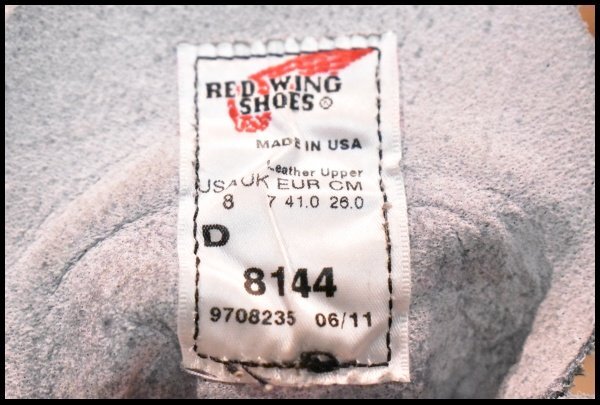 RED WING
SHOES®
MADE IN USA
Leather Upper
USA UK EUR CM
8 7 41.0 26.0
D
8144
9708235 06/11